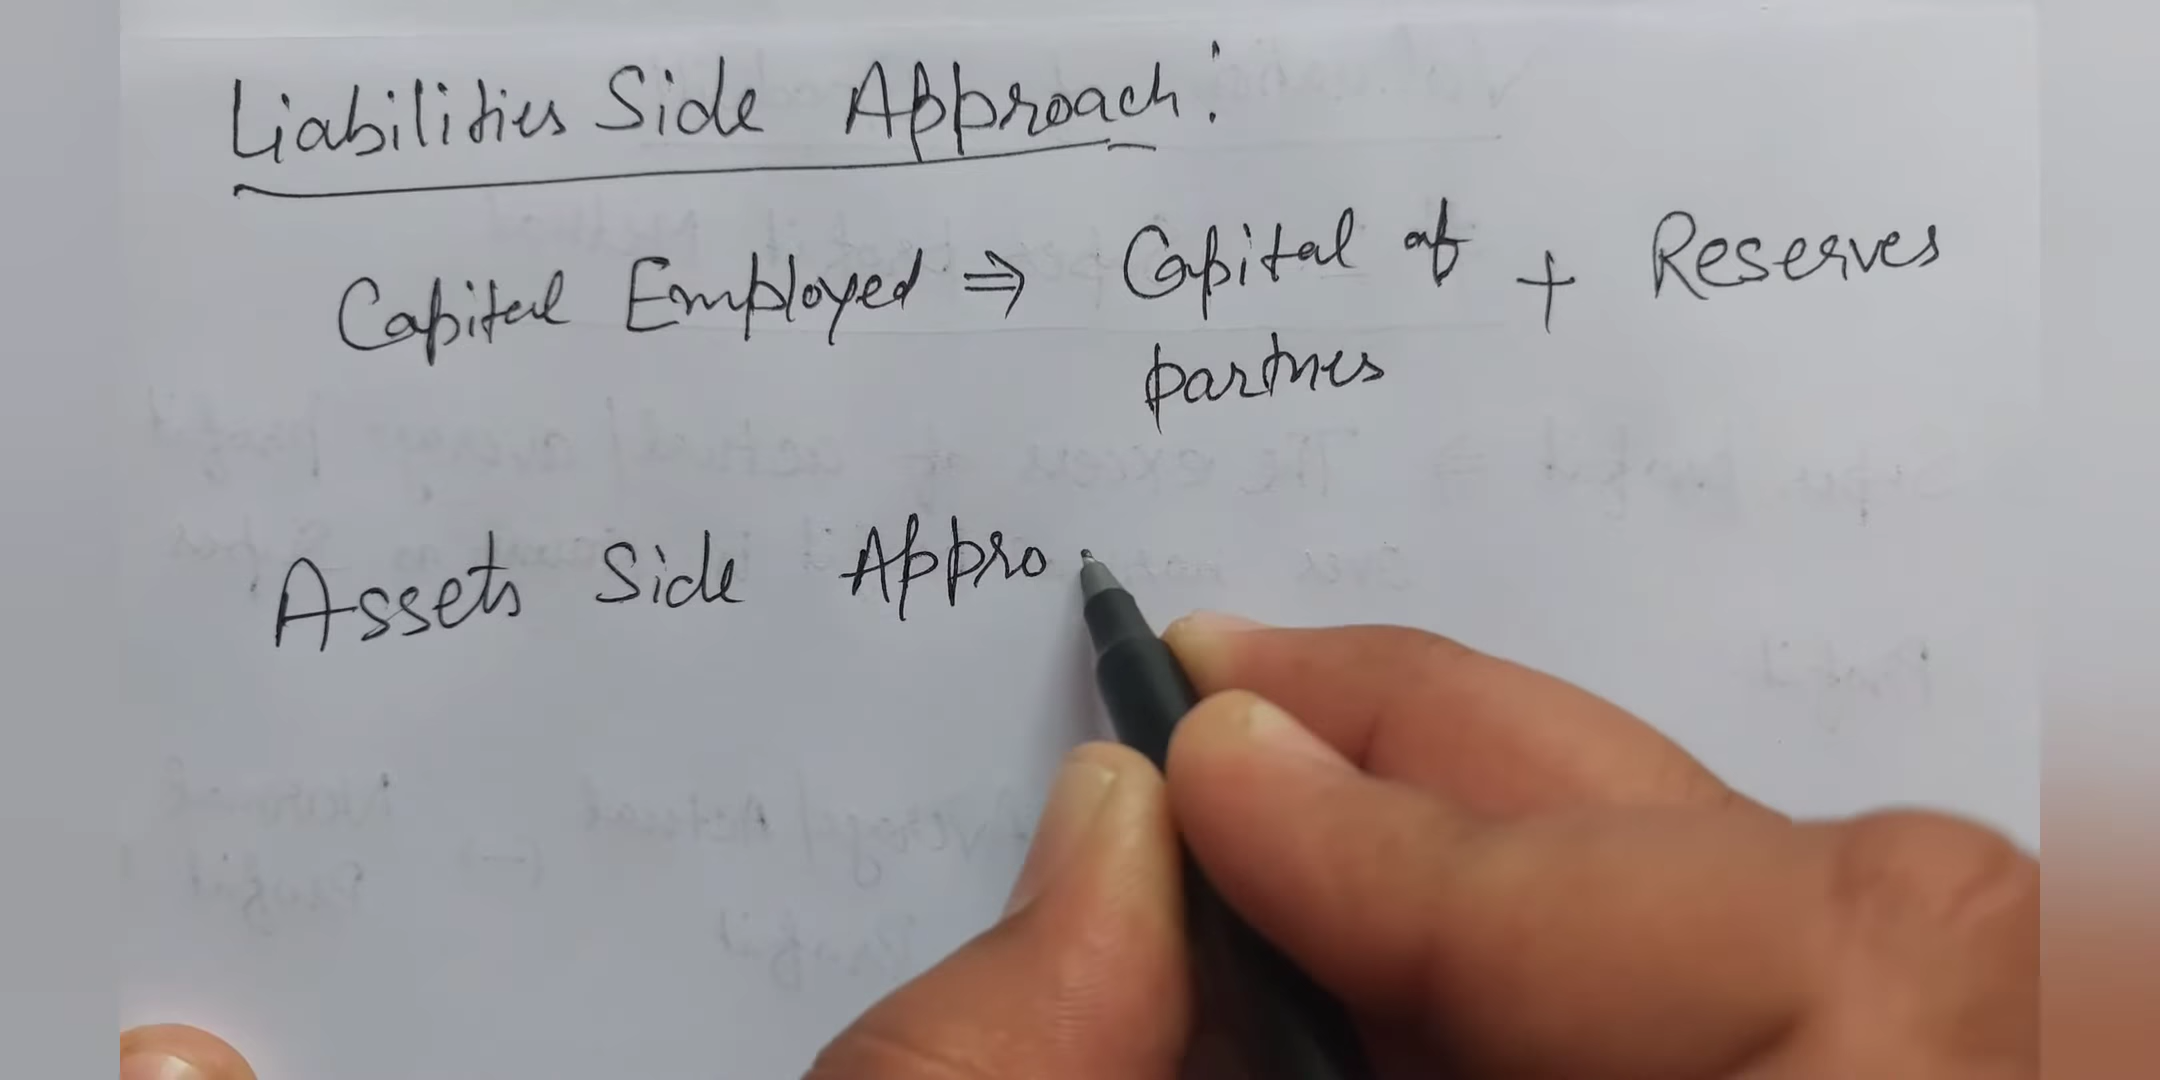 Liabilities Side Approach:
Capital Employed ⇒ Capital of + Reserves
partners
Assets Side Appro